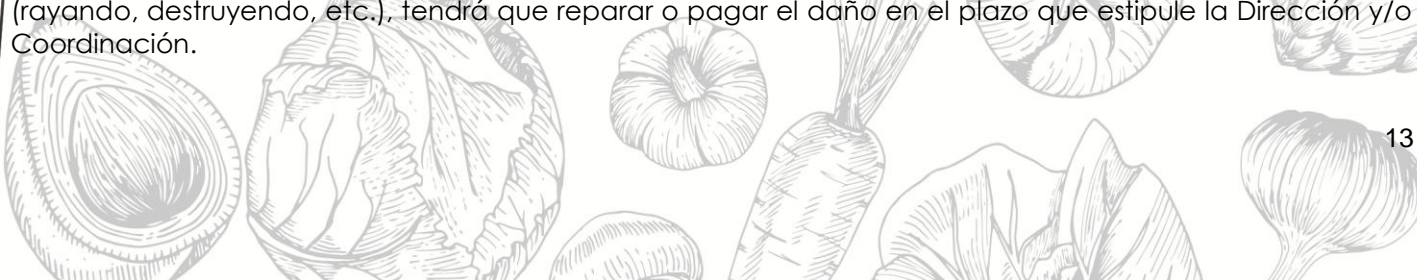 (rayando, destruyendo, etc.), tendrá que reparar o pagar el daño en el plazo que estipule la Dirección y/o
Coordinación.
13